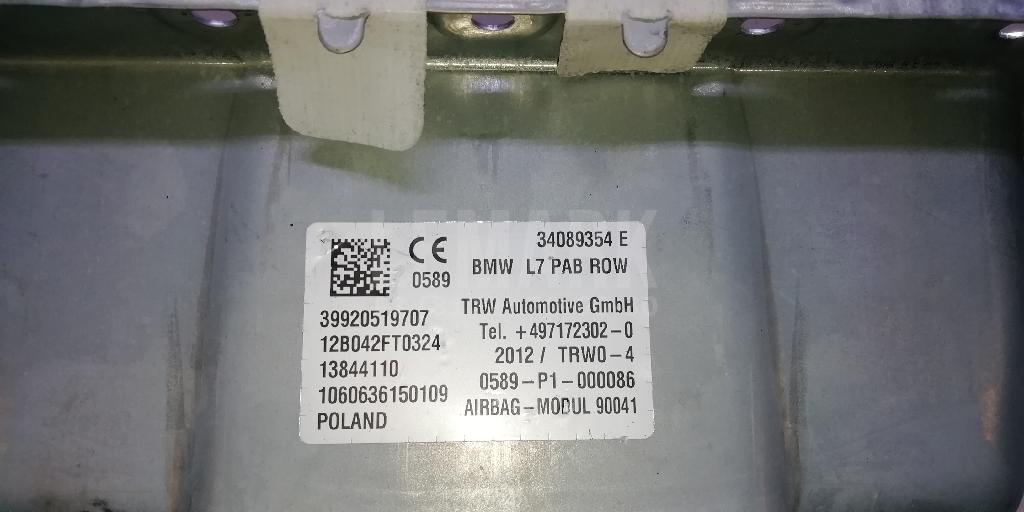 CE 0589
34089354 E
BMW L7 PAB ROW
TRW Automotive GmbH
Tel. +497172302-0
2012 / TRW0-4
0589-P1-000086
AIRBAG-MODUL 90041
39920519707
12B042FT0324
13844110
1060636150109
POLAND